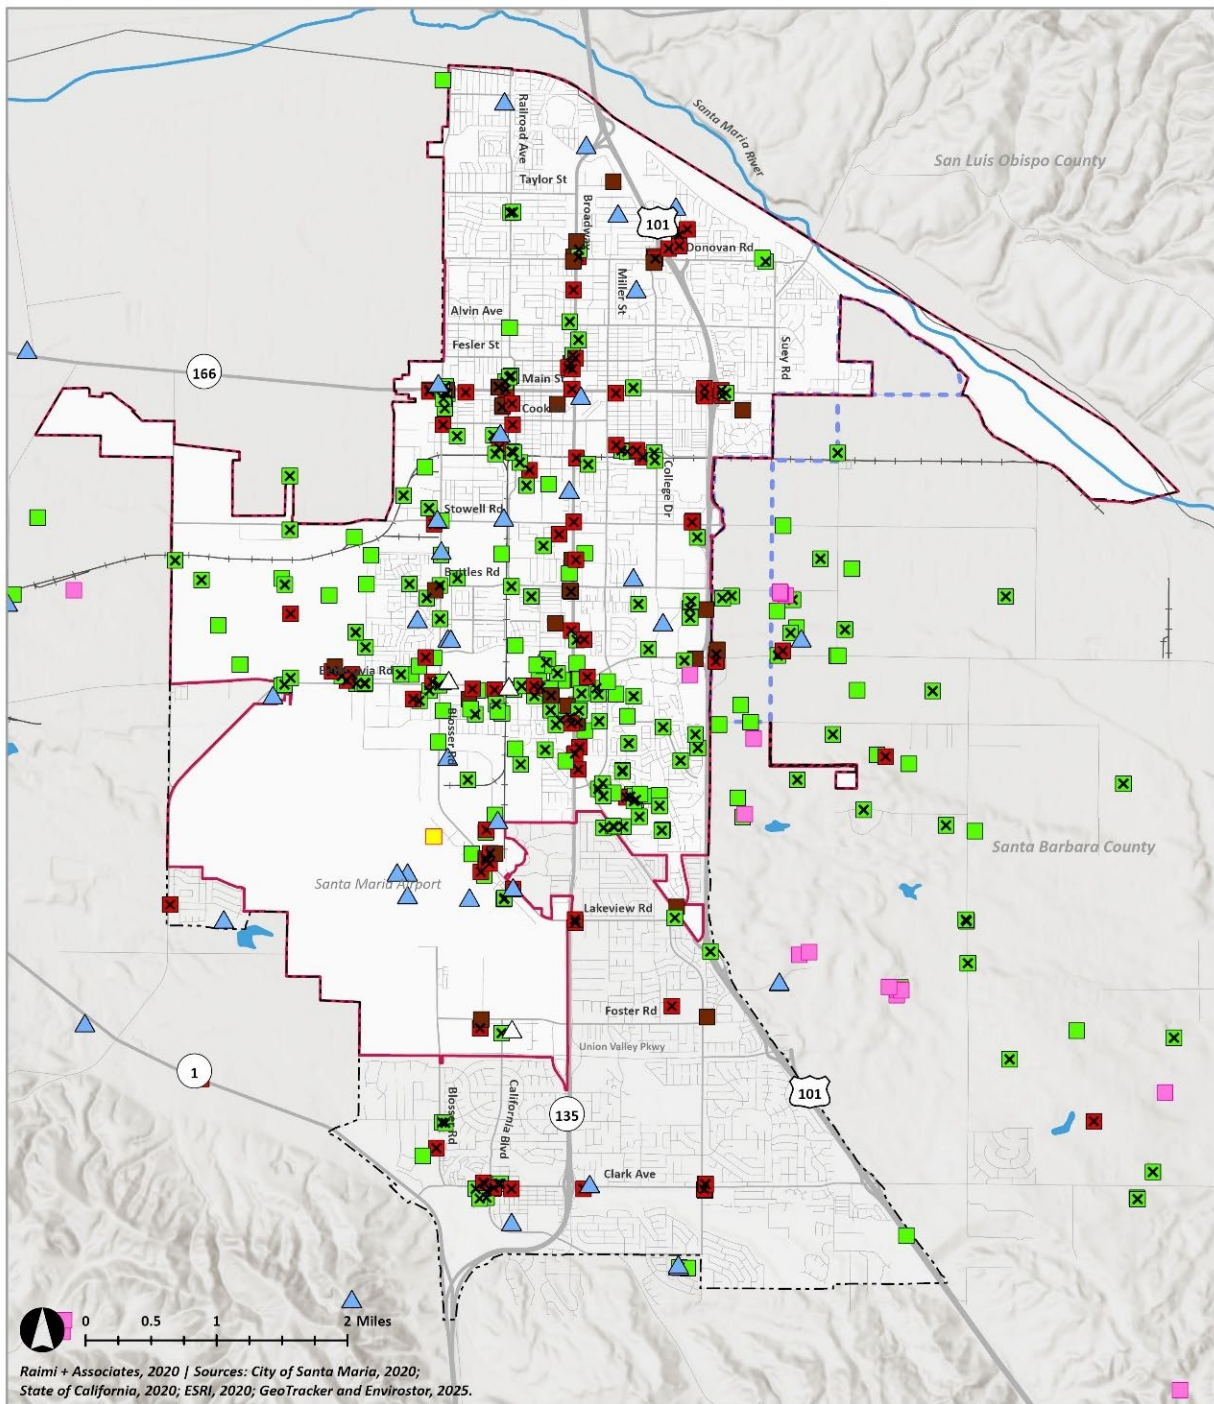 Railroad Ave
Santa Maria River
San Luis Obispo County
Taylor St
Broadway
101
Donovan Rd
Miller St
Alvin Ave
Fesler St
Suey Rd
166
Main St
Cook
College Dr
Stowell Rd
Battles Rd
Rd
Blosser Rd
Santa Barbara County
Santa Maria Airport
Lakeview Rd
Foster Rd
Union Valley Pkwy
1
101
Blosser Rd
California Blvd
135
Clark Ave
0 0.5 1 2 Miles
Raimi + Associates, 2020 | Sources: City of Santa Maria, 2020;
State of California, 2020; ESRI, 2020; GeoTracker and Envirostor, 2025.